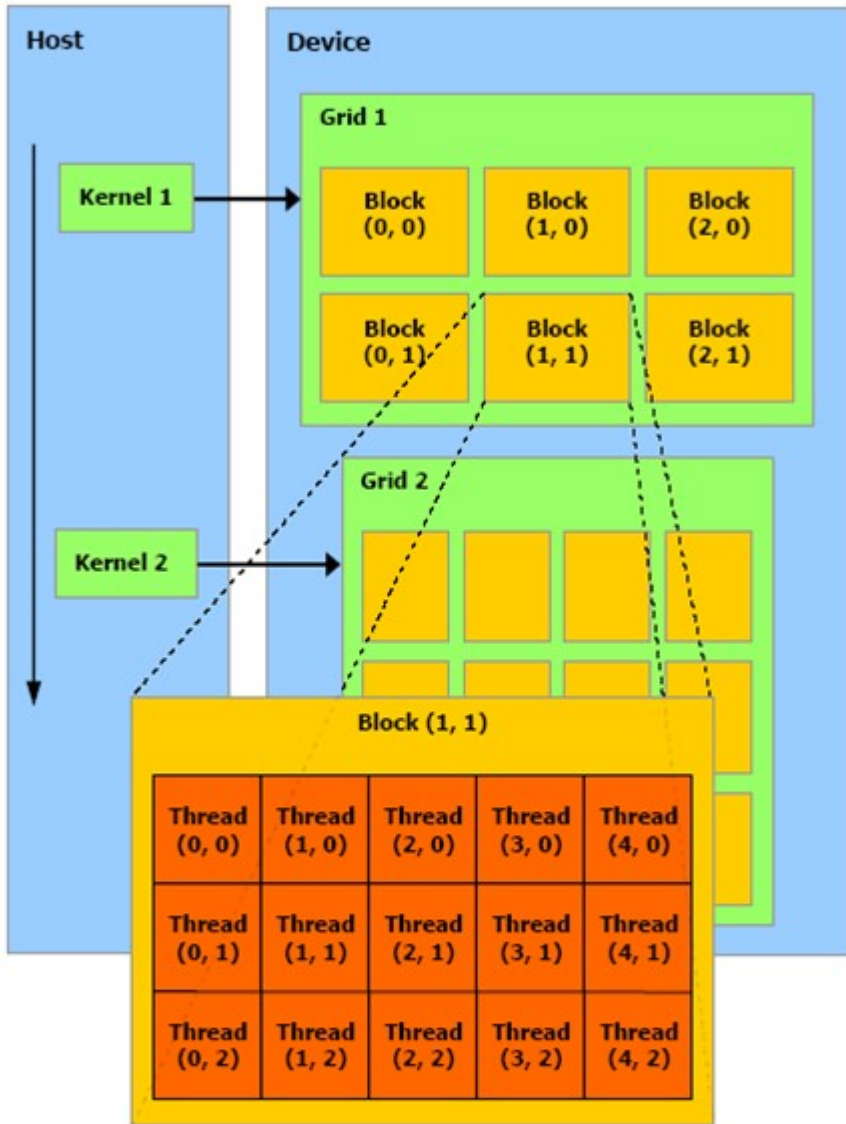 Host
Device
Grid 1
Kernel 1
Block
(0, 0)
Block
(1, 0)
Block
(2, 0)
Block
(0, 1)
Block
(1, 1)
Block
(2, 1)
Grid 2
Kernel 2
Block (1, 1)
Thread
(0, 0)
Thread
(1, 0)
Thread
(2, 0)
Thread
(3, 0)
Thread
(4, 0)
Thread
(0, 1)
Thread
(1, 1)
Thread
(2, 1)
Thread
(3, 1)
Thread
(4, 1)
Thread
(0, 2)
Thread
(1, 2)
Thread
(2, 2)
Thread
(3, 2)
Thread
(4, 2)